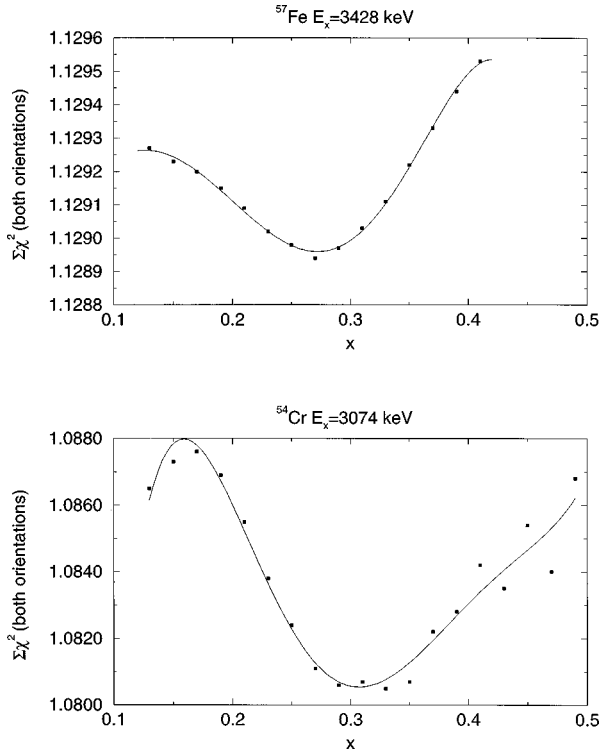 ⁵⁷Fe Eₓ=3428 keV
1.1296
1.1295
1.1294
1.1293
1.1292
1.1291
1.1290
1.1289
1.1288
Σχ² (both orientations)
0.1 0.2 0.3 0.4 0.5
x
⁵⁴Cr Eₓ=3074 keV
1.0880
1.0860
1.0840
1.0820
1.0800
Σχ² (both orientations)
0.1 0.2 0.3 0.4 0.5
x